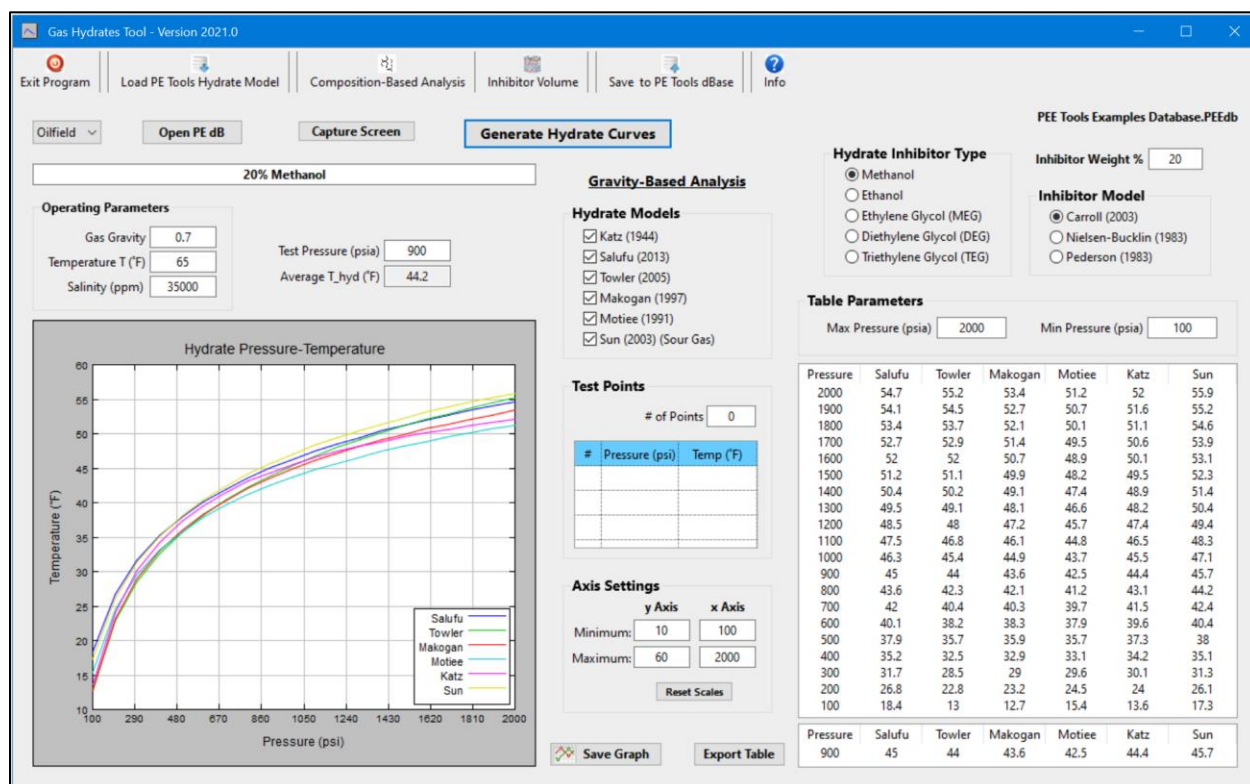 Gas Hydrates Tool - Version 2021.0
Exit Program Load PE Tools Hydrate Model Composition-Based Analysis Inhibitor Volume Save to PE Tools dBase Info
Oilfield Open PE dB Capture Screen Generate Hydrate Curves
PEE Tools Examples Database.PEEdb
20% Methanol
Operating Parameters
Gas Gravity 0.7
Temperature T (°F) 65
Salinity (ppm) 35000
Test Pressure (psia) 900
Average T_hyd (°F) 44.2
Gravity-Based Analysis
Hydrate Models
Katz (1944)
Salufu (2013)
Towler (2005)
Makogan (1997)
Motiee (1991)
Sun (2003) (Sour Gas)
Hydrate Inhibitor Type
Methanol
Ethanol
Ethylene Glycol (MEG)
Diethylene Glycol (DEG)
Triethylene Glycol (TEG)
Inhibitor Weight % 20
Inhibitor Model
Carroll (2003)
Nielsen-Bucklin (1983)
Pederson (1983)
Hydrate Pressure-Temperature
Temperature (°F)
60
55
50
45
40
35
30
25
20
15
10
100 290 480 670 860 1050 1240 1430 1620 1810 2000
Pressure (psi)
Salufu
Towler
Makogan
Motiee
Katz
Sun
Test Points
# of Points 0
# Pressure (psi) Temp (°F)
Axis Settings
y Axis x Axis
Minimum: 10 100
Maximum: 60 2000
Reset Scales
Save Graph Export Table
Table Parameters
Max Pressure (psia) 2000 Min Pressure (psia) 100
Pressure Salufu Towler Makogan Motiee Katz Sun
2000 54.7 55.2 53.4 51.2 52 55.9
1900 54.1 54.5 52.7 50.7 51.6 55.2
1800 53.4 53.7 52.1 50.1 51.1 54.6
1700 52.7 52.9 51.4 49.5 50.6 53.9
1600 52 52 50.7 48.9 50.1 53.1
1500 51.2 51.1 49.9 48.2 49.5 52.3
1400 50.4 50.2 49.1 47.4 48.9 51.4
1300 49.5 49.1 48.1 46.6 48.2 50.4
1200 48.5 48 47.2 45.7 47.4 49.4
1100 47.5 46.8 46.1 44.8 46.5 48.3
1000 46.3 45.4 44.9 43.7 45.5 47.1
900 45 44 43.6 42.5 44.4 45.7
800 43.6 42.3 42.1 41.2 43.1 44.2
700 42 40.4 40.3 39.7 41.5 42.4
600 40.1 38.2 38.3 37.9 39.6 40.4
500 37.9 35.7 35.9 35.7 37.3 38
400 35.2 32.5 32.9 33.1 34.2 35.1
300 31.7 28.5 29 29.6 30.1 31.3
200 26.8 22.8 23.2 24.5 24 26.1
100 18.4 13 12.7 15.4 13.6 17.3
Pressure Salufu Towler Makogan Motiee Katz Sun
900 45 44 43.6 42.5 44.4 45.7